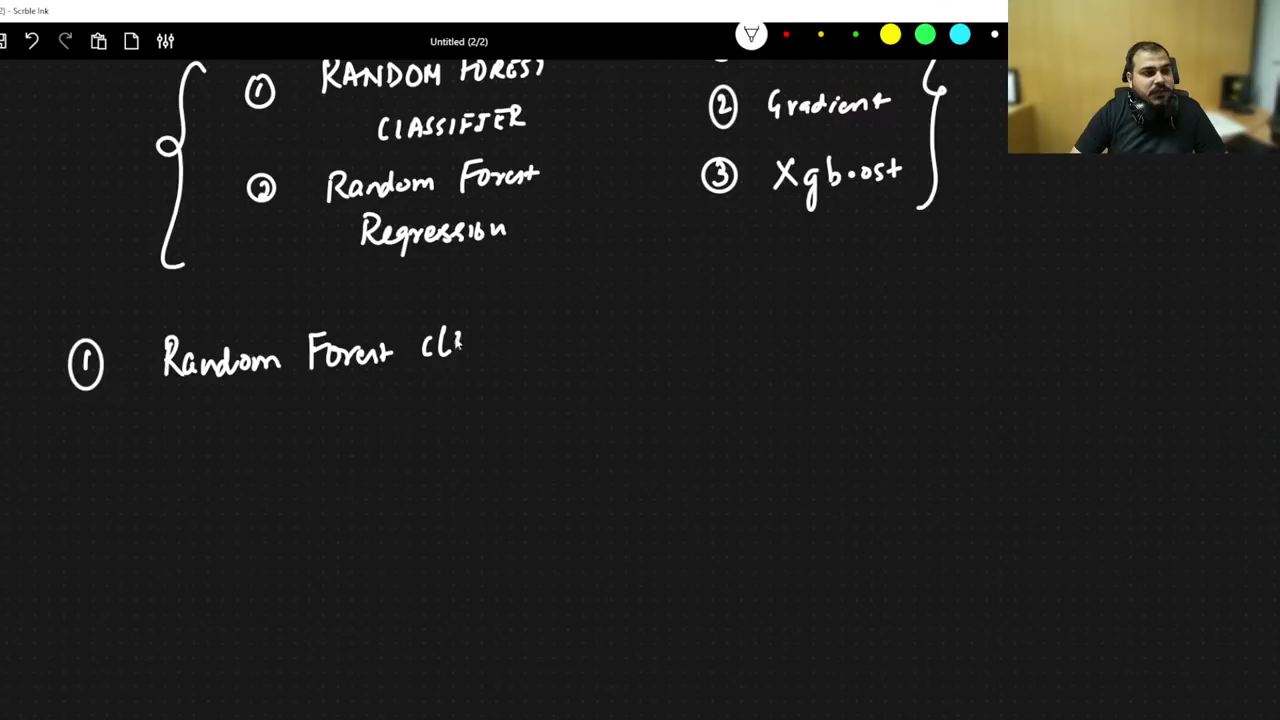 Scrble Ink
Untitled (2/2)
① RANDOM FOREST
CLASSIFIER
② Random Forest
Regression
② Gradient
③ Xgboost
① Random Forest cl